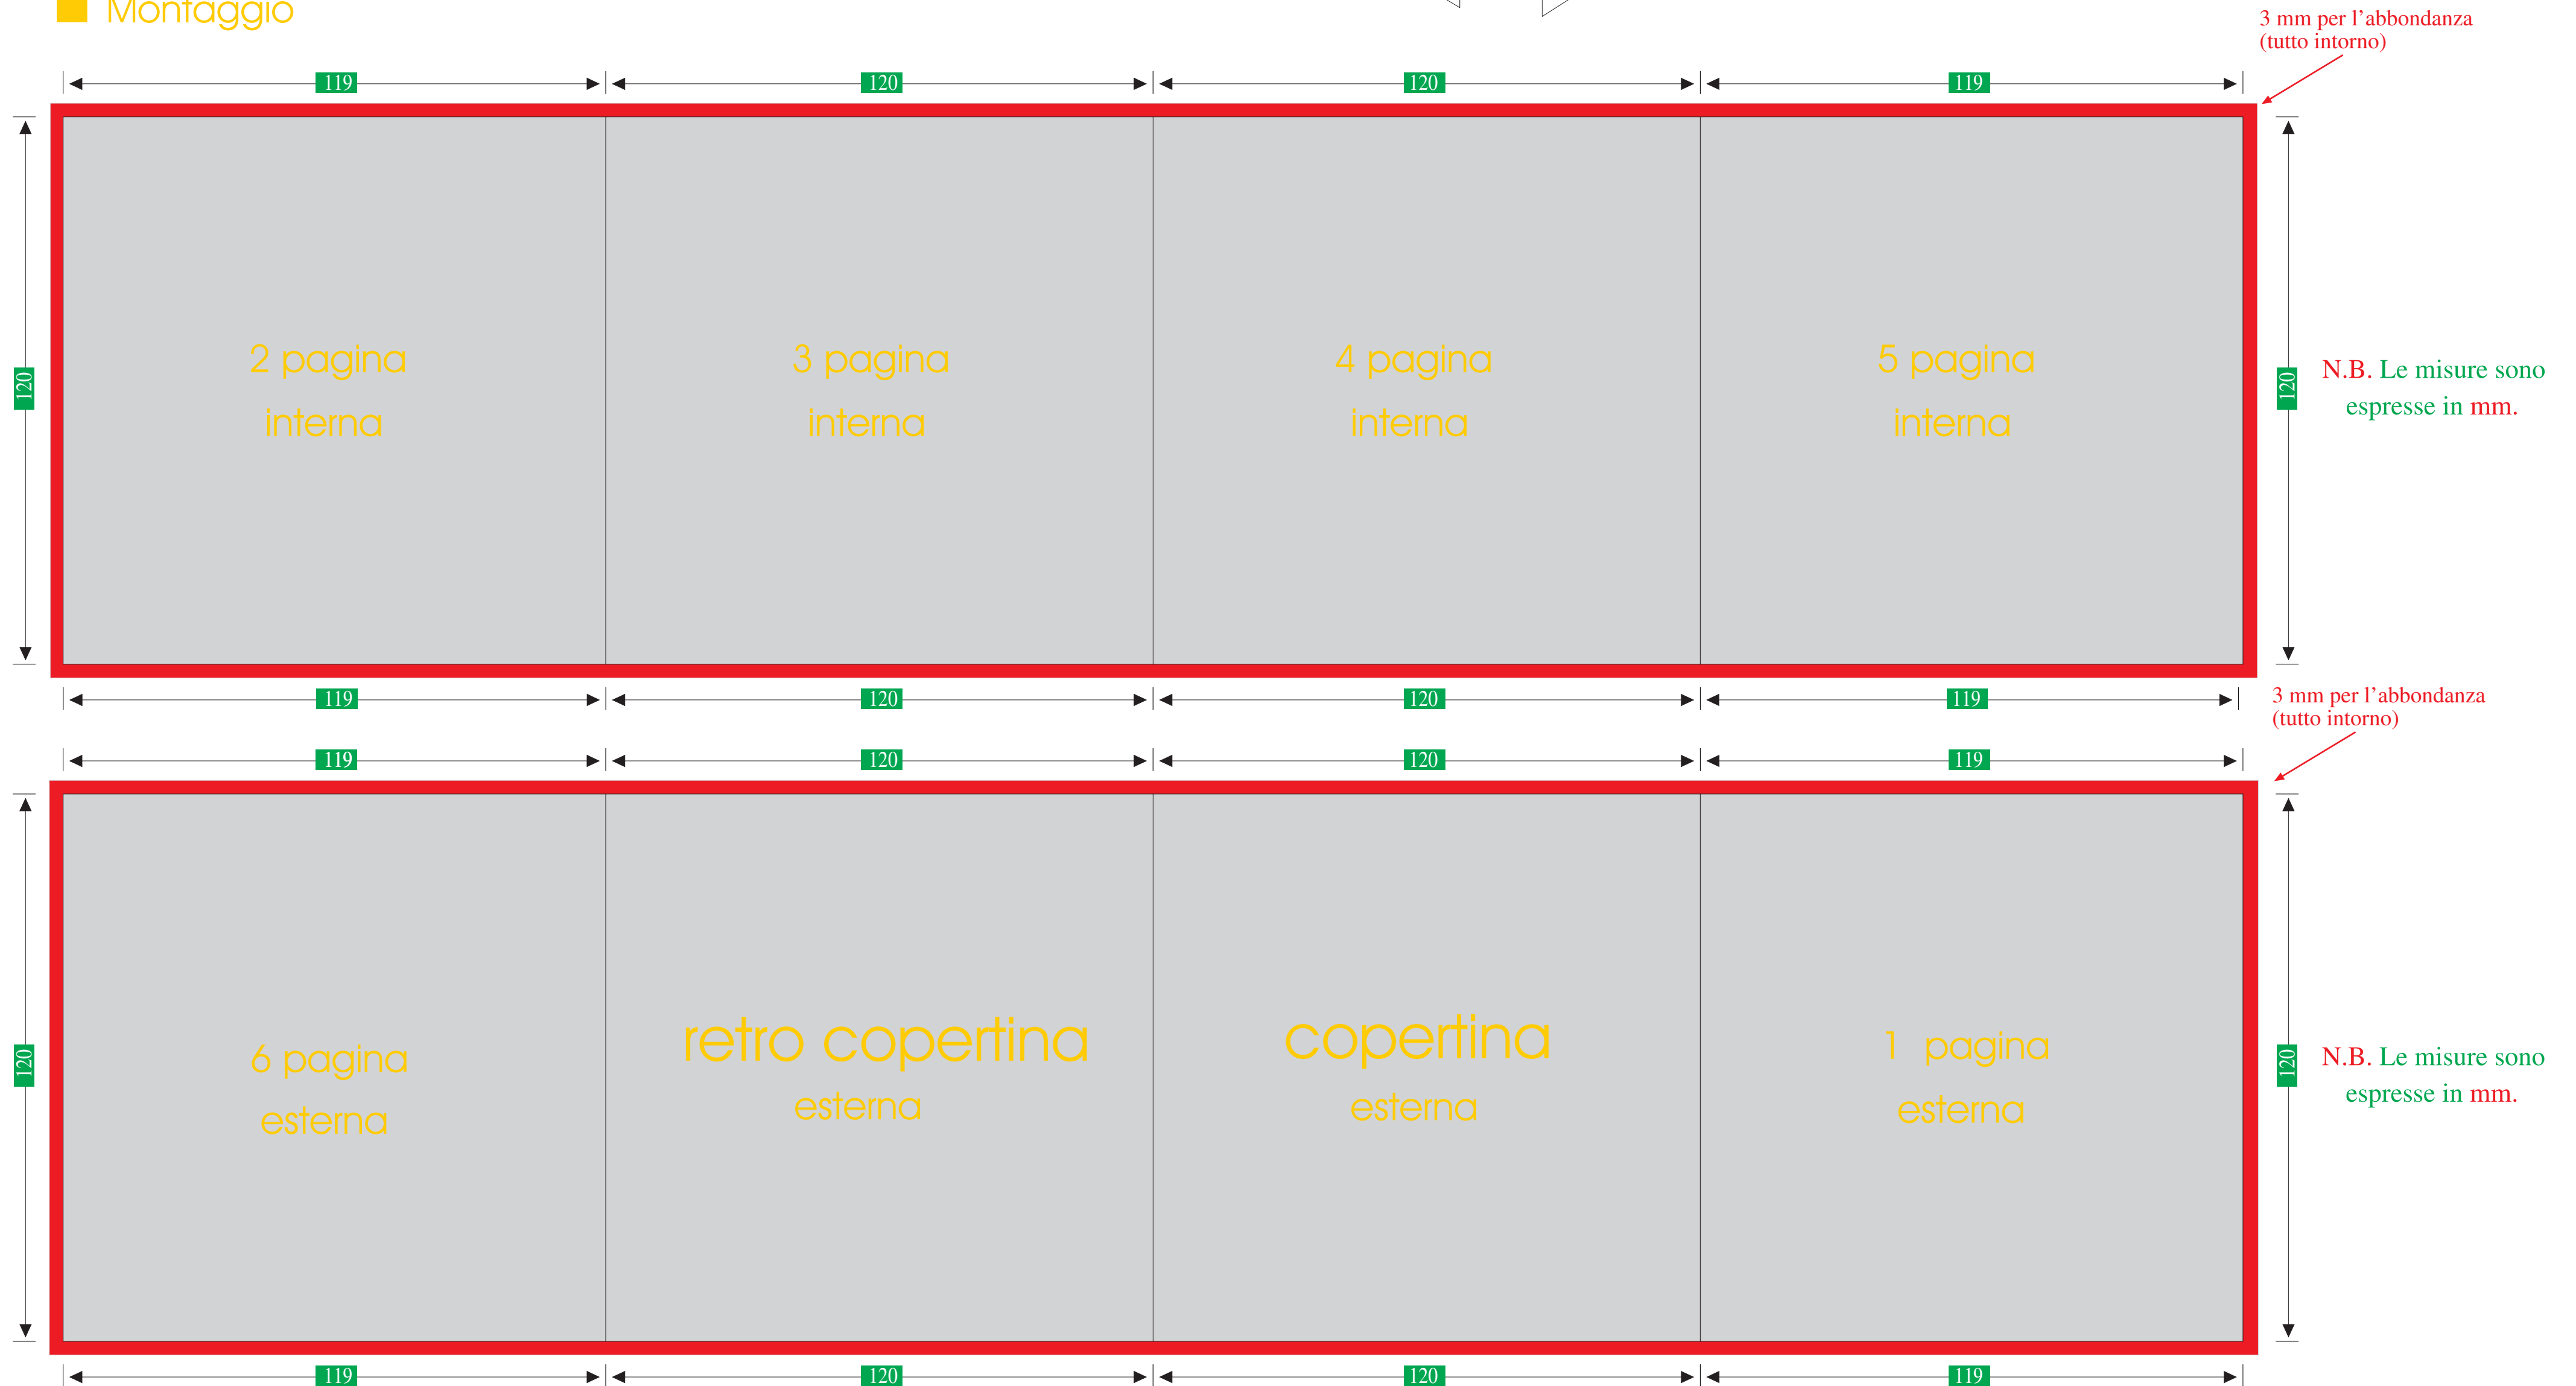 Montaggio
3 mm per l’abbondanza
(tutto intorno)
119
120
120
119
120
2 pagina
interna
3 pagina
interna
4 pagina
interna
5 pagina
interna
120
N.B. Le misure sono
espresse in mm.
119
120
120
119
3 mm per l’abbondanza
(tutto intorno)
119
120
120
119
120
6 pagina
esterna
retro copertina
esterna
copertina
esterna
1 pagina
esterna
120
N.B. Le misure sono
espresse in mm.
119
120
120
119